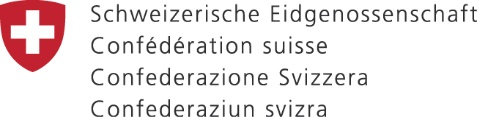 Schweizerische Eidgenossenschaft
Confédération suisse
Confederazione Svizzera
Confederaziun svizra